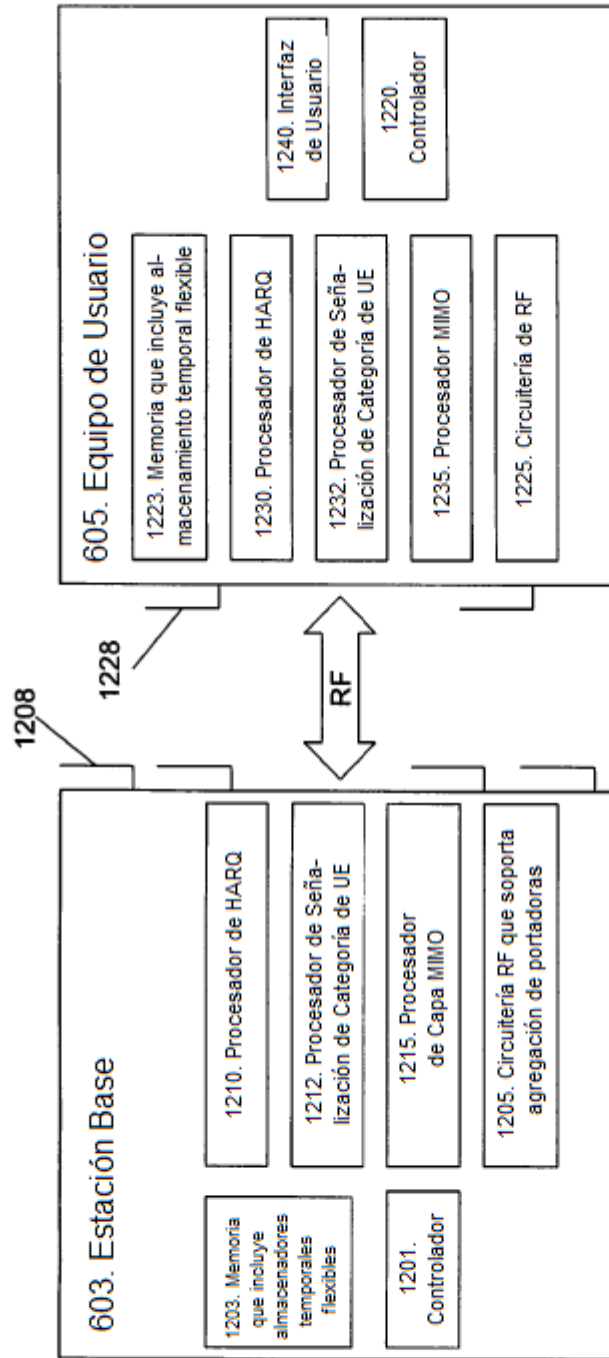 603. Estación Base
1203. Memoria
que incluye
almacenadores
temporales
flexibles
1201.
Controlador
1210. Procesador de HARQ
1212. Procesador de Seña-
lización de Categoría de UE
1215. Procesador
de Capa MIMO
1205. Circuitería RF que soporta
agregación de portadoras
1208
RF
1228
605. Equipo de Usuario
1223. Memoria que incluye al-
macenamiento temporal flexible
1230. Procesador de HARQ
1232. Procesador de Seña-
lización de Categoría de UE
1235. Procesador MIMO
1225. Circuitería de RF
1240. Interfaz
de Usuario
1220.
Controlador